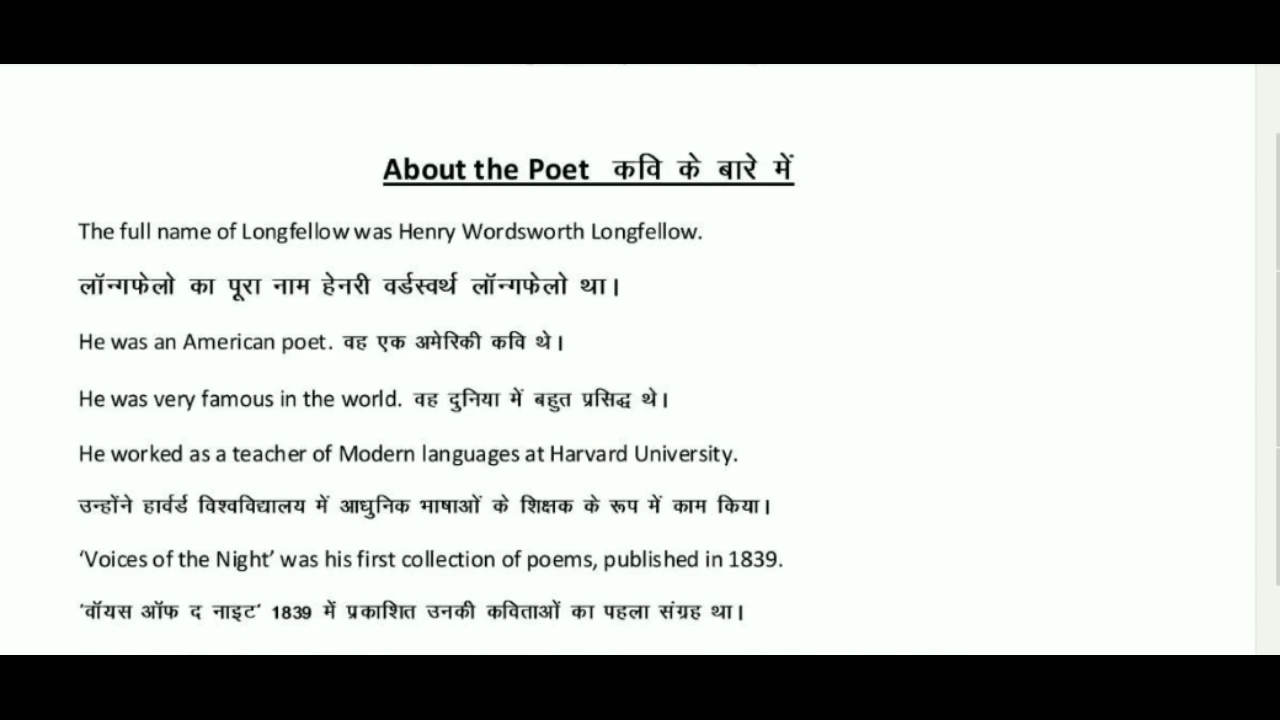 About the Poet कवि के बारे में
The full name of Longfellow was Henry Wordsworth Longfellow.
लॉन्गफेलो का पूरा नाम हेनरी वर्डस्वर्थ लॉन्गफेलो था।
He was an American poet. वह एक अमेरिकी कवि थे।
He was very famous in the world. वह दुनिया में बहुत प्रसिद्ध थे।
He worked as a teacher of Modern languages at Harvard University.
उन्होंने हार्वर्ड विश्वविद्यालय में आधुनिक भाषाओं के शिक्षक के रूप में काम किया।
‘Voices of the Night’ was his first collection of poems, published in 1839.
‘वॉयस ऑफ द नाइट‘ 1839 में प्रकाशित उनकी कविताओं का पहला संग्रह था।